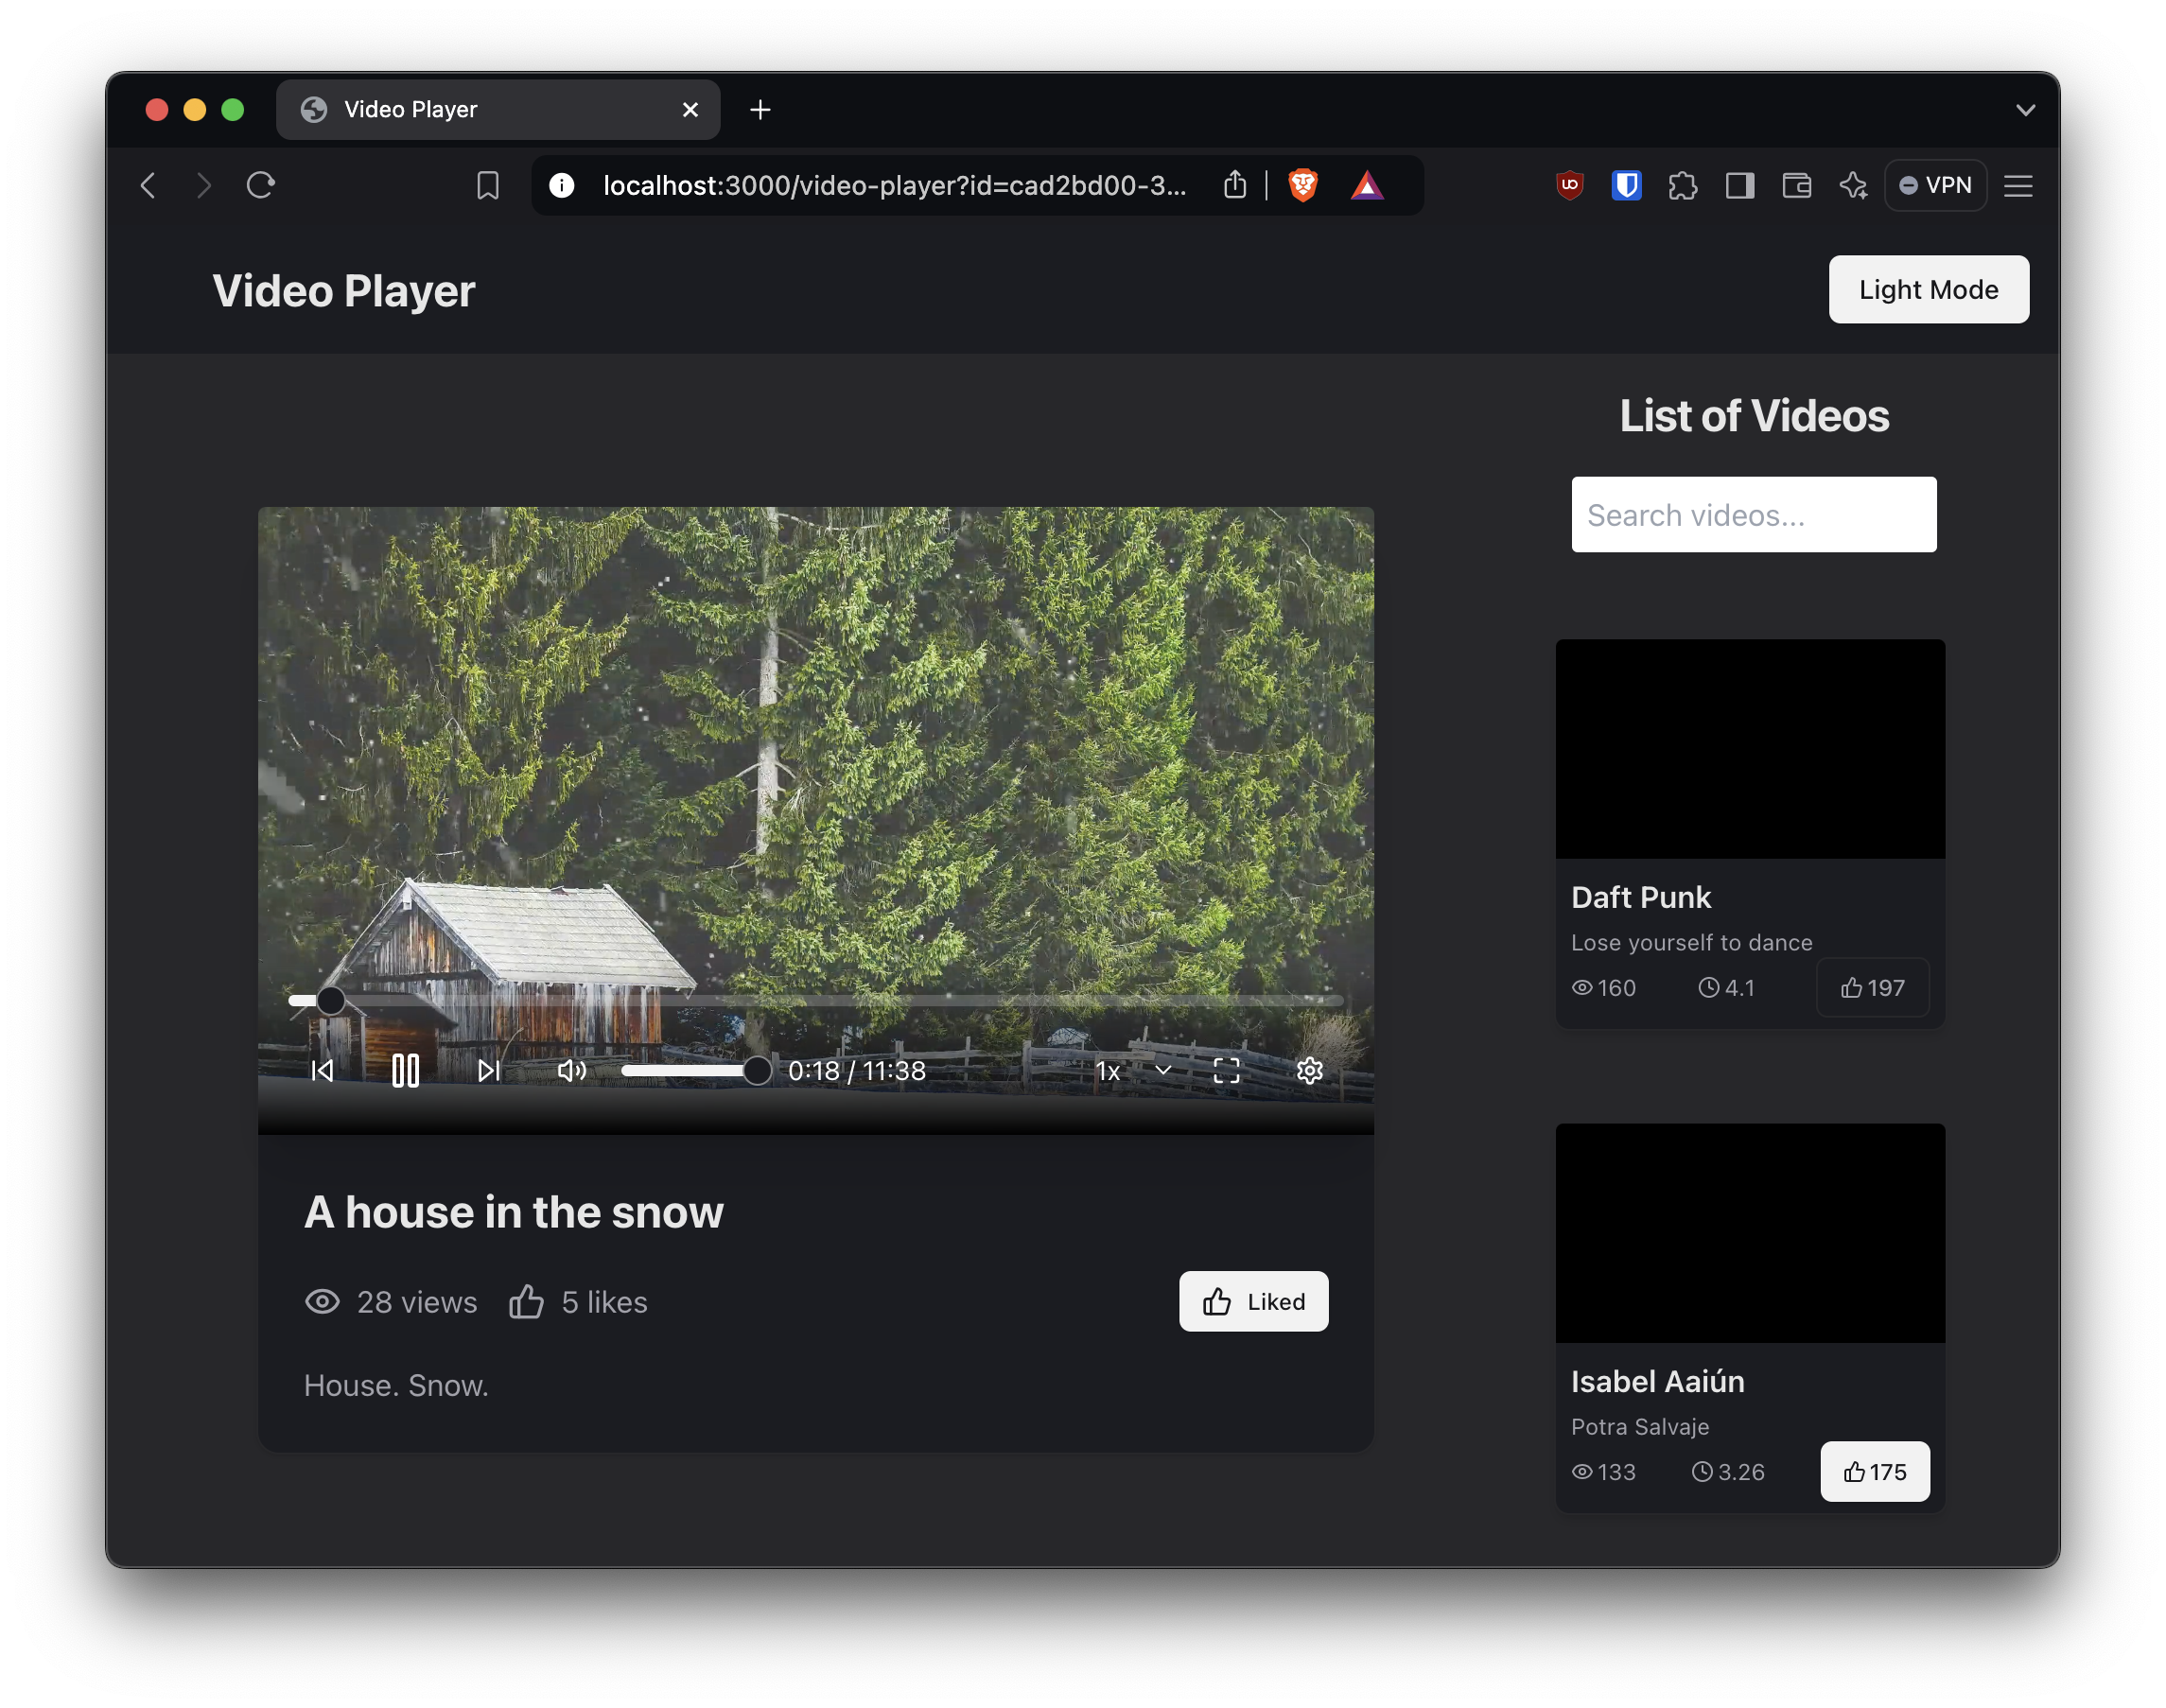 Video Player
localhost:3000/video-player?id=cad2bd00-3...
VPN
Video Player
Light Mode
List of Videos
Search videos...
0:18 / 11:38
1x
A house in the snow
28 views
5 likes
Liked
House. Snow.
Daft Punk
Lose yourself to dance
160
4.1
197
Isabel Aaiún
Potra Salvaje
133
3.26
175